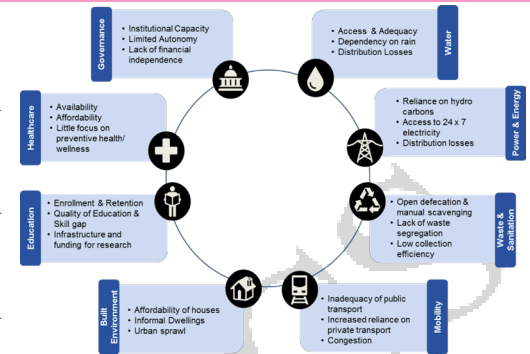 Governance
• Institutional Capacity
• Limited Autonomy
• Lack of financial
independence
• Access & Adequacy
• Dependency on rain
• Distribution Losses
Water
Healthcare
• Availability
• Affordability
• Little focus on
preventive health/
wellness
• Reliance on hydro
carbons
• Access to 24 x 7
electricity
• Distribution losses
Power & Energy
Education
• Enrollment & Retention
• Quality of Education &
Skill gap
• Infrastructure and
funding for research
• Open defecation &
manual scavenging
• Lack of waste
segregation
• Low collection
efficiency
Waste &
Sanitation
Built
Environment
• Affordability of houses
• Informal Dwellings
• Urban sprawl
• Inadequacy of public
transport
• Increased reliance on
private transport
• Congestion
Mobility